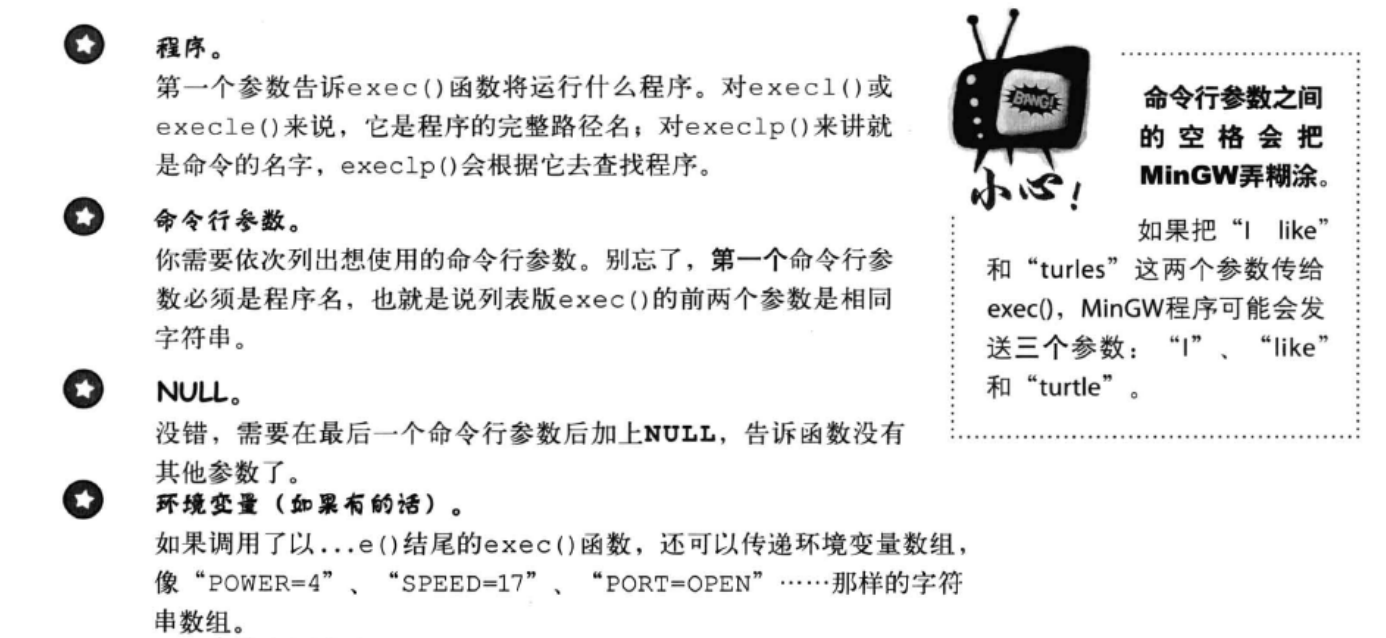 程序。
第一个参数告诉exec()函数将运行什么程序。对execl()或
execle()来说，它是程序的完整路径名；对execlp()来讲就
是命令的名字，execlp()会根据它去查找程序。
命令行参数。
你需要依次列出想使用的命令行参数。别忘了，第一个命令行参
数必须是程序名，也就是说列表版exec()的前两个参数是相同
字符串。
NULL。
没错，需要在最后一个命令行参数后加上NULL，告诉函数没有
其他参数了。
环境变量（如果有的话）。
如果调用了以...e()结尾的exec()函数，还可以传递环境变量数组，
像“POWER=4”、“SPEED=17”、“PORT=OPEN”……那样的字符
串数组。
BANG!
小心！
命令行参数之间
的空格会把
MinGW弄糊涂。
如果把“I like”
和“turles”这两个参数传给
exec()，MinGW程序可能会发
送三个参数：“I”、“like”
和“turtle”。